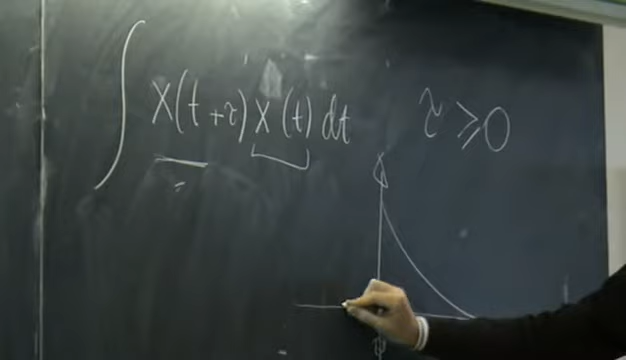 ∫ x(t+τ) x(t) dt   τ ≥ 0